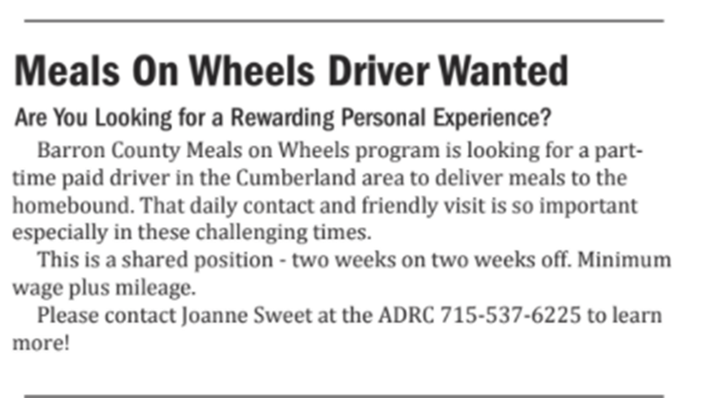 Meals On Wheels Driver Wanted
Are You Looking for a Rewarding Personal Experience?
Barron County Meals on Wheels program is looking for a part-
time paid driver in the Cumberland area to deliver meals to the
homebound. That daily contact and friendly visit is so important
especially in these challenging times.
This is a shared position - two weeks on two weeks off. Minimum
wage plus mileage.
Please contact Joanne Sweet at the ADRC 715-537-6225 to learn
more!